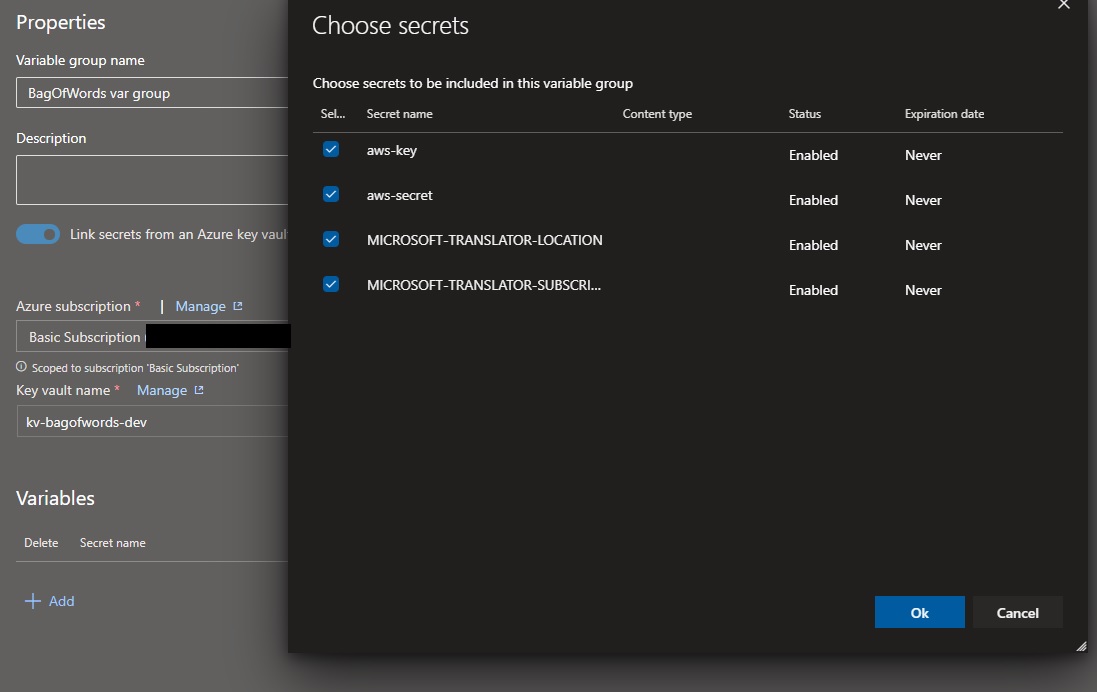 Properties
Variable group name
BagOfWords var group
Description
Link secrets from an Azure key vaul
Azure subscription * | Manage
Basic Subscription
Scoped to subscription 'Basic Subscription'
Key vault name * Manage
kv-bagofwords-dev
Variables
Delete Secret name
+ Add
Choose secrets
Choose secrets to be included in this variable group
Sel... Secret name Content type Status Expiration date
aws-key Enabled Never
aws-secret Enabled Never
MICROSOFT-TRANSLATOR-LOCATION Enabled Never
MICROSOFT-TRANSLATOR-SUBSCRI... Enabled Never
Ok Cancel